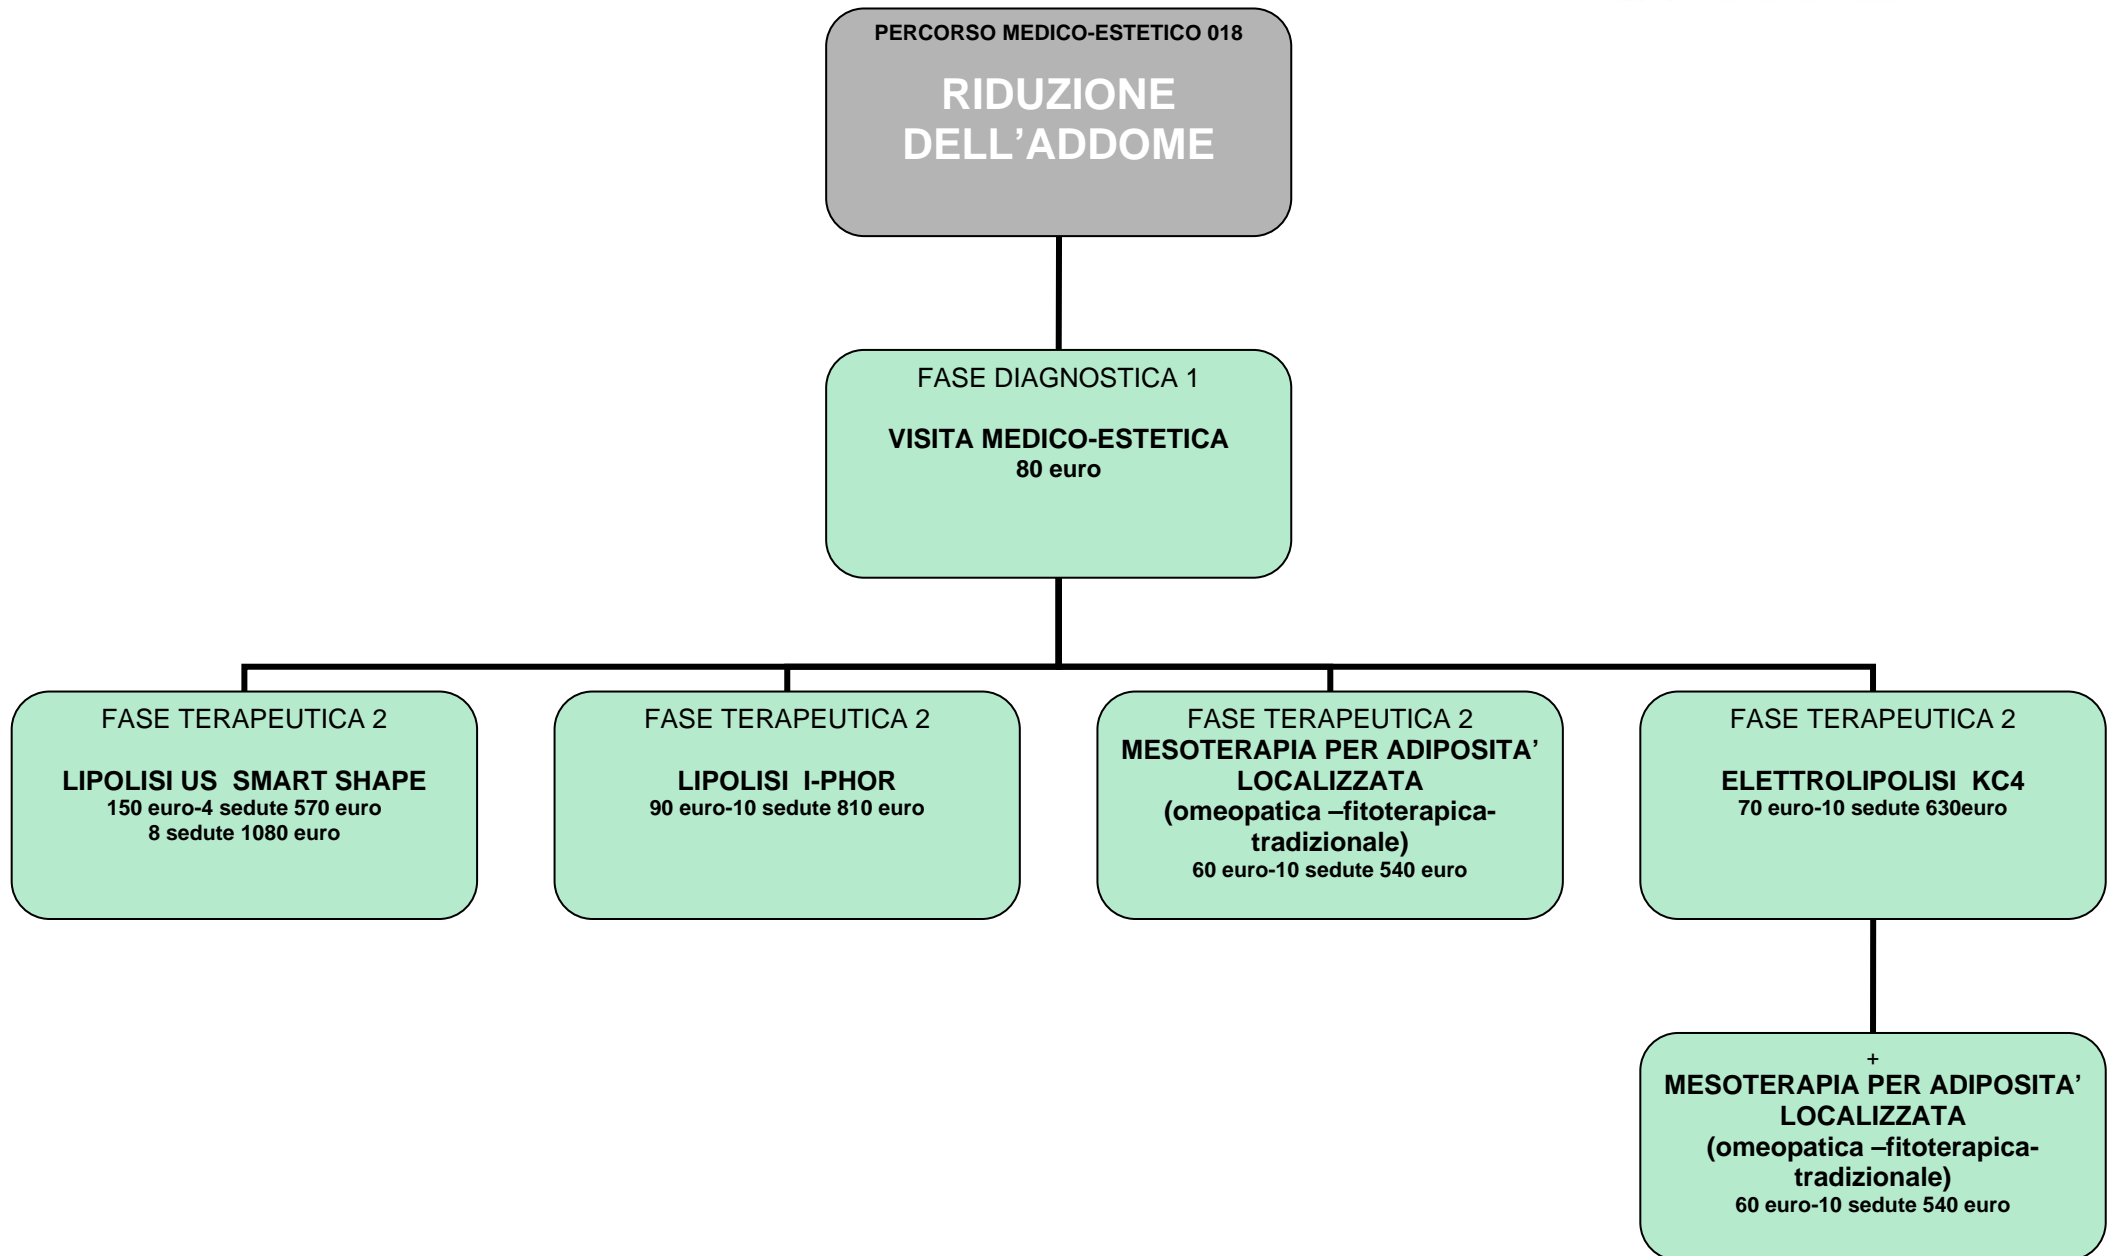 PERCORSO MEDICO-ESTETICO 018
RIDUZIONE
DELL’ADDOME
FASE DIAGNOSTICA 1
VISITA MEDICO-ESTETICA
80 euro
FASE TERAPEUTICA 2
LIPOLISI US  SMART SHAPE
150 euro-4 sedute 570 euro
8 sedute 1080 euro
FASE TERAPEUTICA 2
LIPOLISI  I-PHOR
90 euro-10 sedute 810 euro
FASE TERAPEUTICA 2
MESOTERAPIA PER ADIPOSITA’
LOCALIZZATA
(omeopatica –fitoterapica-
tradizionale)
60 euro-10 sedute 540 euro
FASE TERAPEUTICA 2
ELETTROLIPOLISI  KC4
70 euro-10 sedute 630euro
+
MESOTERAPIA PER ADIPOSITA’
LOCALIZZATA
(omeopatica –fitoterapica-
tradizionale)
60 euro-10 sedute 540 euro